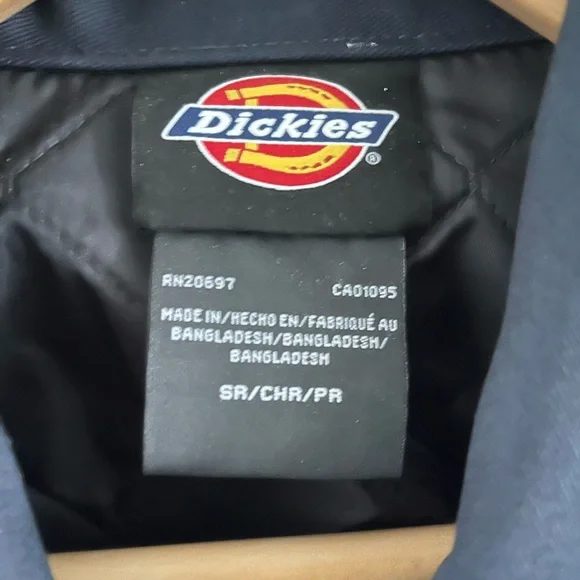 Dickies
®
RN20697 CA01095
MADE IN/HECHO EN/FABRIQUÉ AU
BANGLADESH/BANGLADESH/
BANGLADESH
SR/CHR/PR